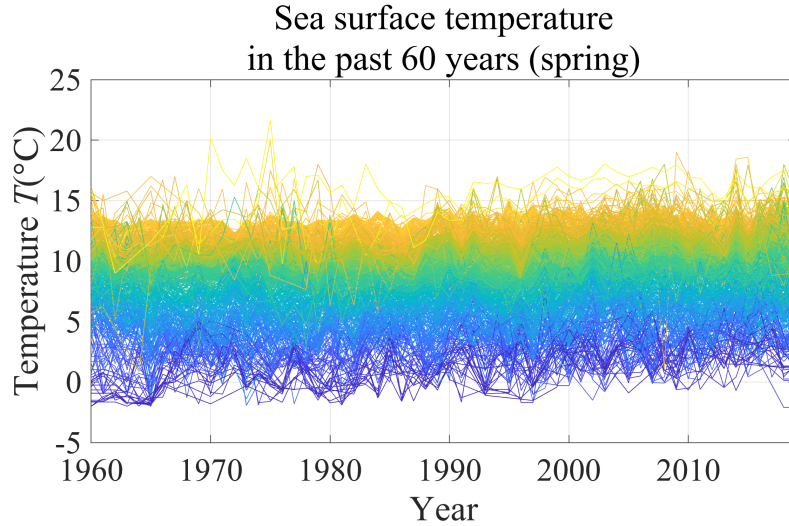 Sea surface temperature
in the past 60 years (spring)
25
20
15
10
5
0
-5
Temperature T(°C)
1960 1970 1980 1990 2000 2010
Year